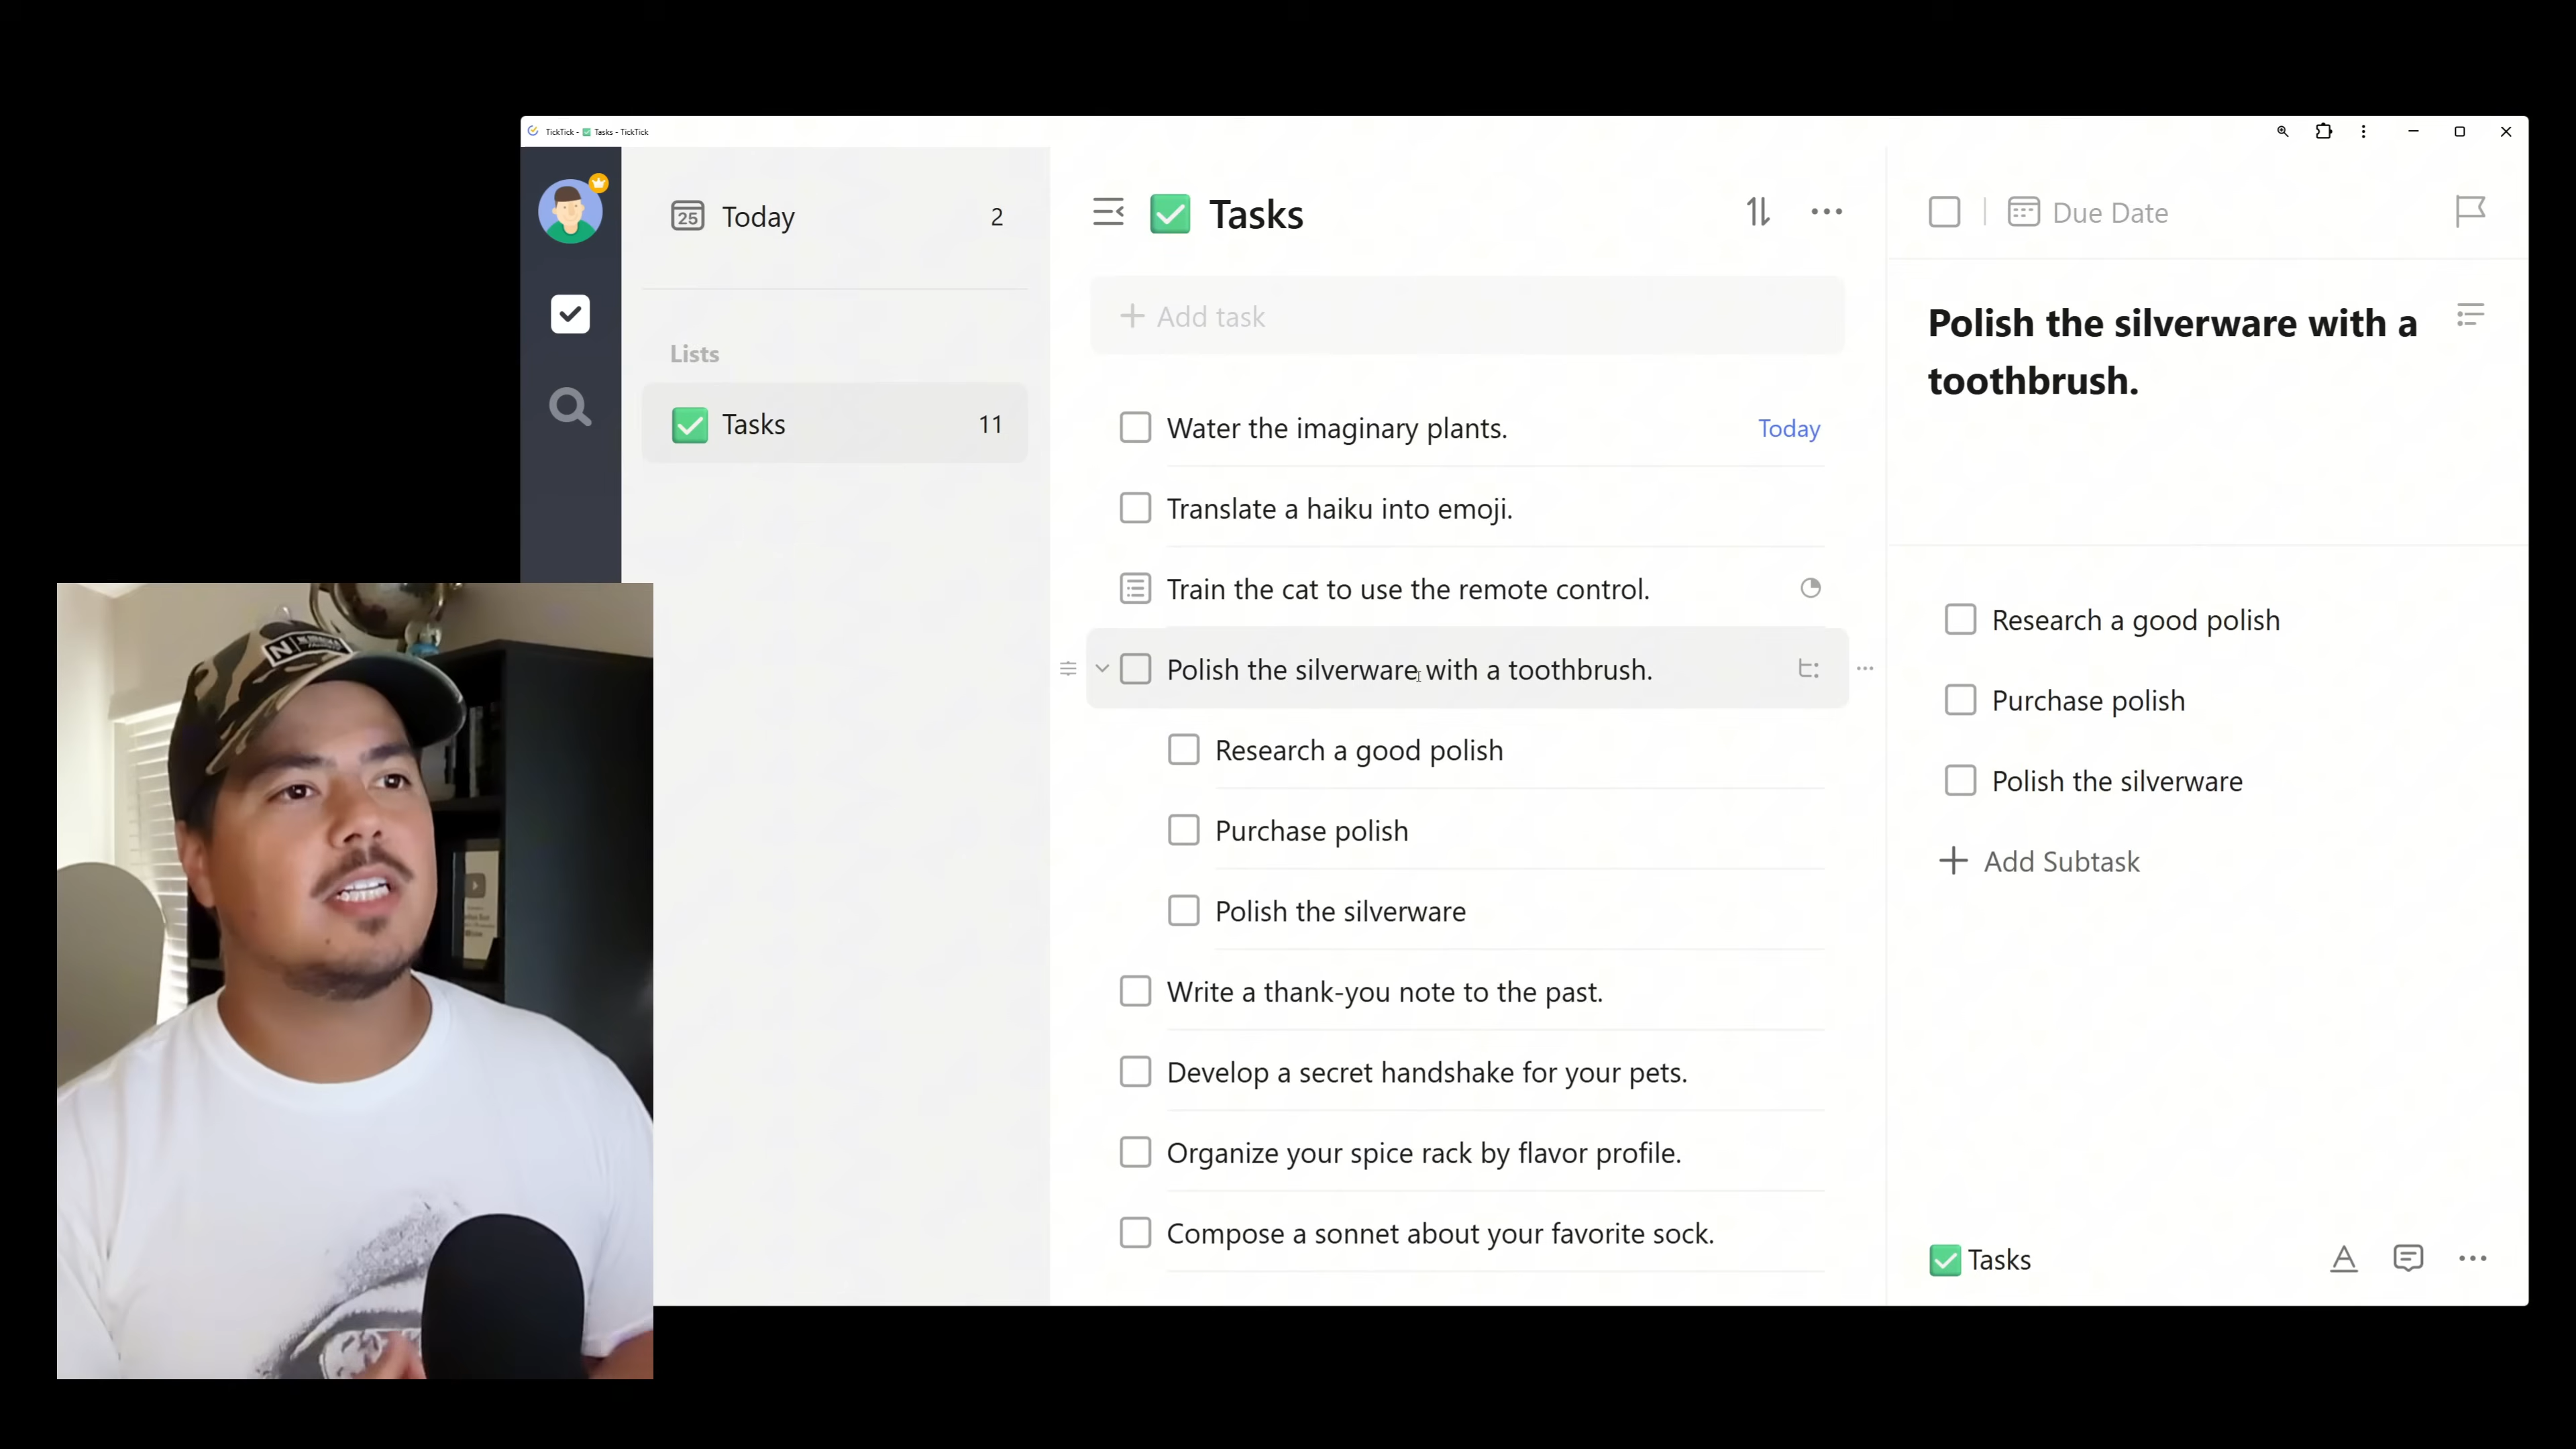 TickTick - ✅ Tasks - TickTick
25 Today 2
Lists
✅ Tasks 11
✅ Tasks
Add task
Water the imaginary plants. Today
Translate a haiku into emoji.
Train the cat to use the remote control.
Polish the silverware with a toothbrush.
Research a good polish
Purchase polish
Polish the silverware
Write a thank-you note to the past.
Develop a secret handshake for your pets.
Organize your spice rack by flavor profile.
Compose a sonnet about your favorite sock.
Due Date
Polish the silverware with a
toothbrush.
Research a good polish
Purchase polish
Polish the silverware
Add Subtask
✅ Tasks
N